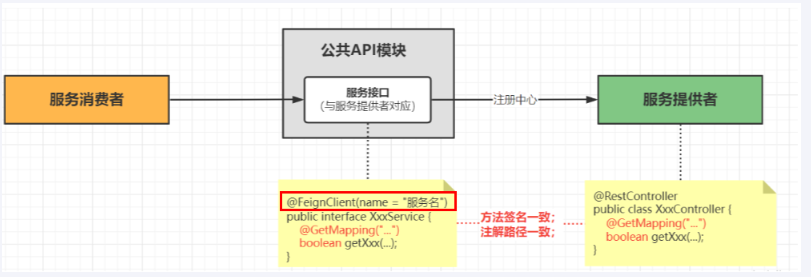 公共API模块
服务消费者
服务接口
（与服务提供者对应）
注册中心
服务提供者
@FeignClient(name = "服务名")
public interface XxxService {
@GetMapping("...")
boolean getXxx(...);
}
方法签名一致；
注解路径一致；
@RestController
public class XxxController {
@GetMapping("...")
boolean getXxx(...);
}